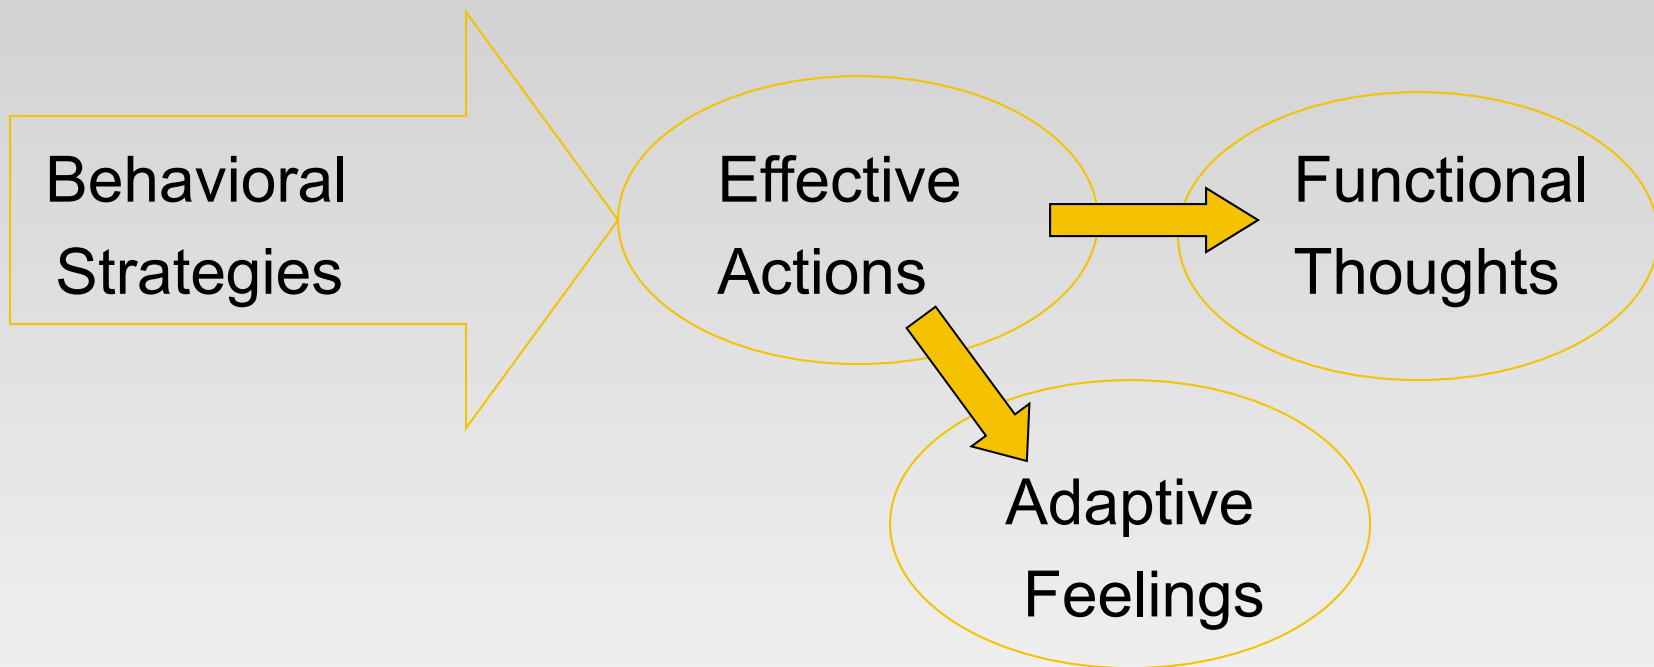 Behavioral
Strategies
Effective
Actions
Functional
Thoughts
Adaptive
Feelings